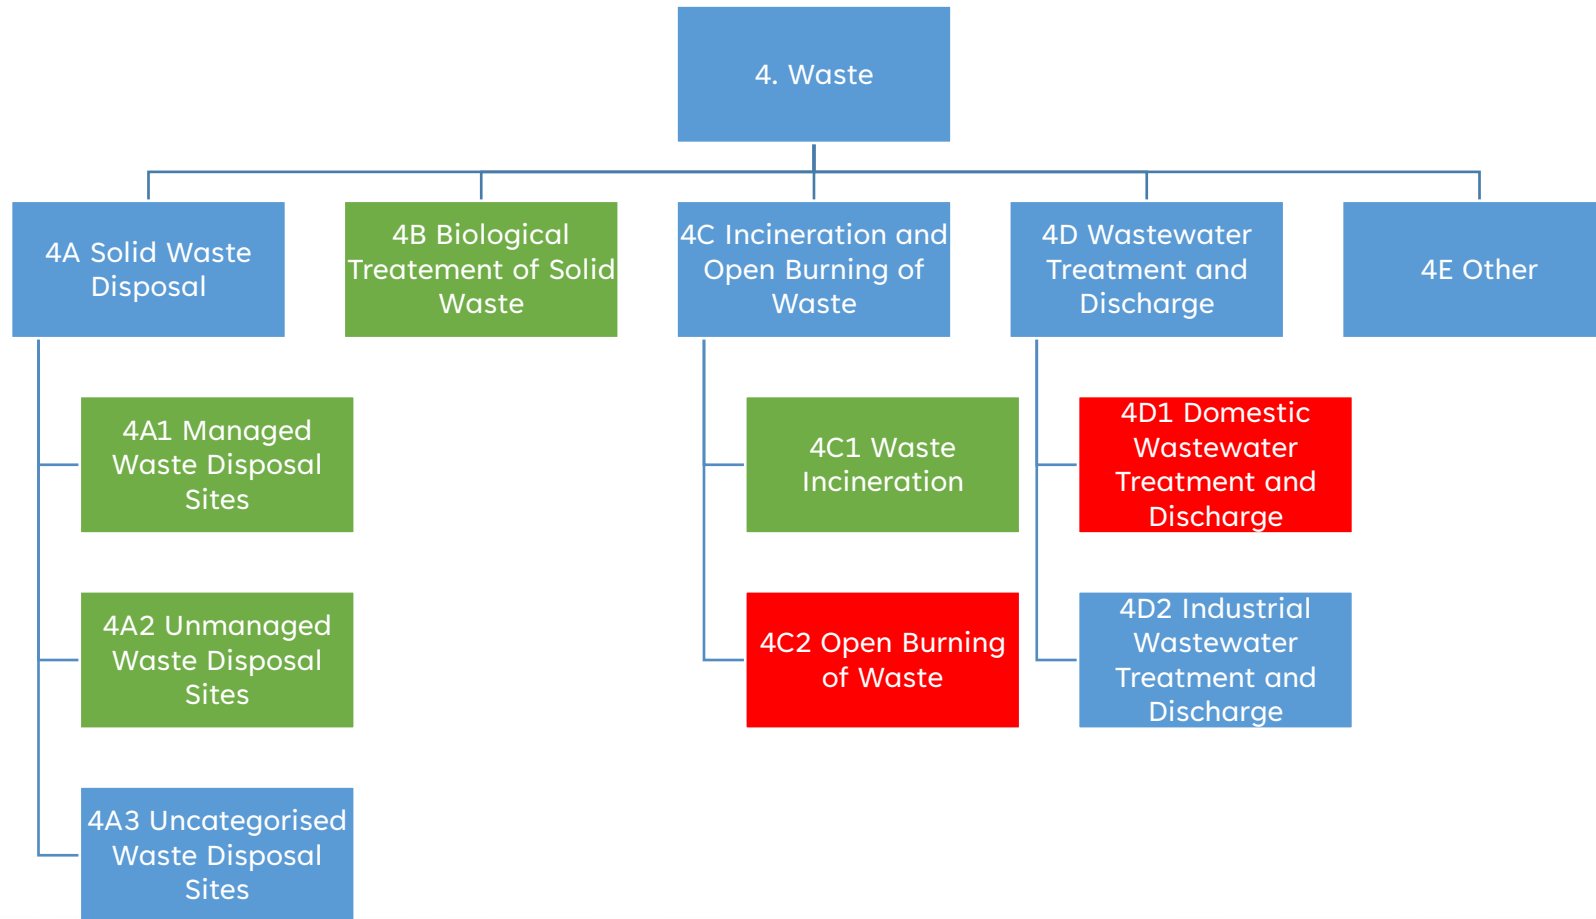 4. Waste
4A Solid Waste
Disposal
4B Biological
Treatement of Solid
Waste
4C Incineration and
Open Burning of
Waste
4D Wastewater
Treatment and
Discharge
4E Other
4A1 Managed
Waste Disposal
Sites
4A2 Unmanaged
Waste Disposal
Sites
4A3 Uncategorised
Waste Disposal
Sites
4C1 Waste
Incineration
4C2 Open Burning
of Waste
4D1 Domestic
Wastewater
Treatment and
Discharge
4D2 Industrial
Wastewater
Treatment and
Discharge